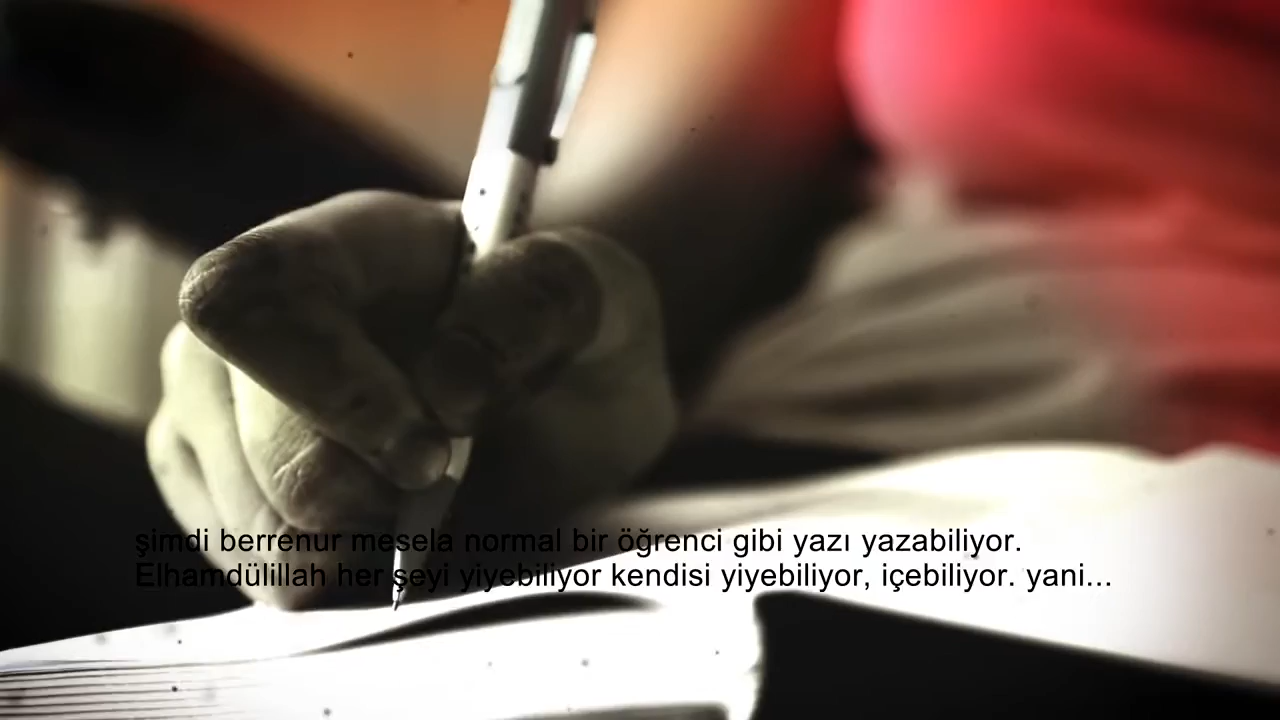 şimdi berrenur mesela normal bir öğrenci gibi yazı yazabiliyor.
Elhamdülillah her şeyi yiyebiliyor kendisi yiyebiliyor, içebiliyor. yani...